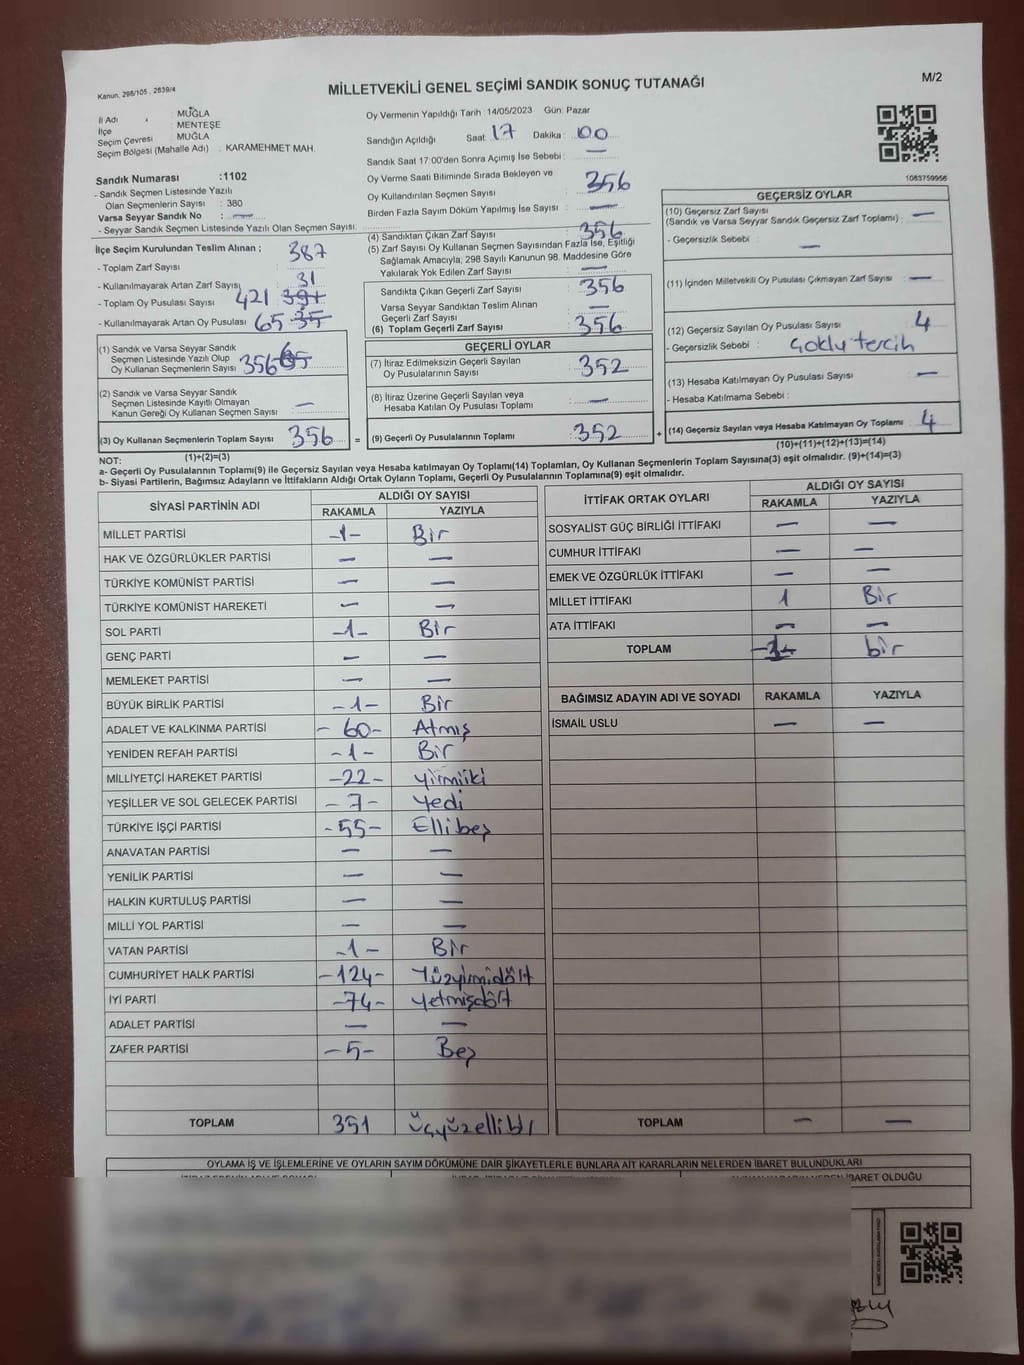 Kanun, 298/105 . 2839/4
MİLLETVEKİLİ GENEL SEÇİMİ SANDIK SONUÇ TUTANAĞI
M/2
İl Adı : MUĞLA
İlçe : MENTEŞE
Seçim Çevresi : MUĞLA
Seçim Bölgesi (Mahalle Adı) : KARAMEHMET MAH.
Sandık Numarası :1102
- Sandık Seçmen Listesinde Yazılı
Olan Seçmenlerin Sayısı : 380
Varsa Seyyar Sandık No : —
- Seyyar Sandık Seçmen Listesinde Yazılı Olan Seçmen Sayısı:
Oy Vermenin Yapıldığı Tarih :14/05/2023 Gün: Pazar
Sandığın Açıldığı Saat: 17 Dakika: 00
Sandık Saat 17:00'den Sonra Açımış İse Sebebi : —
Oy Verme Saati Bitiminde Sırada Bekleyen ve
Oy Kullandırılan Seçmen Sayısı 356
Birden Fazla Sayım Döküm Yapılmış İse Sayısı : —
1083759956
İlçe Seçim Kurulundan Teslim Alınan ;
- Toplam Zarf Sayısı 387
- Kullanılmayarak Artan Zarf Sayısı 31
- Toplam Oy Pusulası Sayısı 421 391
- Kullanılmayarak Artan Oy Pusulası 65 35
(1) Sandık ve Varsa Seyyar Sandık
Seçmen Listesinde Yazılı Olup
Oy Kullanan Seçmenlerin Sayısı 356
(2) Sandık ve Varsa Seyyar Sandık
Seçmen Listesinde Kayıtlı Olmayan
Kanun Gereği Oy Kullanan Seçmen Sayısı : —
(3) Oy Kullanan Seçmenlerin Toplam Sayısı 356
(1)+(2)=(3)
(4) Sandıktan Çıkan Zarf Sayısı : 356
(5) Zarf Sayısı Oy Kullanan Seçmen Sayısından Fazla İse, Eşitliği
Sağlamak Amacıyla, 298 Sayılı Kanunun 98. Maddesine Göre
Yakılarak Yok Edilen Zarf Sayısı : —
Sandıkta Çıkan Geçerli Zarf Sayısı : 356
Varsa Seyyar Sandıktan Teslim Alınan
Geçerli Zarf Sayısı : —
(6) Toplam Geçerli Zarf Sayısı : 356
GEÇERLİ OYLAR
(7) İtiraz Edilmeksizin Geçerli Sayılan
Oy Pusulalarının Sayısı : 352
(8) İtiraz Üzerine Geçerli Sayılan veya
Hesaba Katılan Oy Pusulası Toplamı : —
= (9) Geçerli Oy Pusulalarının Toplamı : 352
GEÇERSİZ OYLAR
(10) Geçersiz Zarf Sayısı
(Sandık ve Varsa Seyyar Sandık Geçersiz Zarf Toplamı) : —
- Geçersizlik Sebebi : —
(11) İçinden Milletvekili Oy Pusulası Çıkmayan Zarf Sayısı : —
(12) Geçersiz Sayılan Oy Pusulası Sayısı : 4
- Geçersizlik Sebebi : Çoklu tercih
(13) Hesaba Katılmayan Oy Pusulası Sayısı : —
- Hesaba Katılmama Sebebi :
+ (14) Geçersiz Sayılan veya Hesaba Katılmayan Oy Toplamı : 4
(10)+(11)+(12)+(13)=(14)
NOT:
a- Geçerli Oy Pusulalarının Toplamı(9) ile Geçersiz Sayılan veya Hesaba katılmayan Oy Toplamı(14) Toplamları, Oy Kullanan Seçmenlerin Toplam Sayısına(3) eşit olmalıdır. (9)+(14)=(3)
b- Siyasi Partilerin, Bağımsız Adayların ve İttifakların Aldığı Ortak Oyların Toplamı, Geçerli Oy Pusulalarının Toplamına(9) eşit olmalıdır.
SİYASİ PARTİNİN ADI ALDIĞI OY SAYISI
RAKAMLA YAZIYLA
MİLLET PARTİSİ -1- Bir
HAK VE ÖZGÜRLÜKLER PARTİSİ — —
TÜRKİYE KOMÜNİST PARTİSİ — —
TÜRKİYE KOMÜNİST HAREKETİ — —
SOL PARTİ -1- Bir
GENÇ PARTİ — —
MEMLEKET PARTİSİ — —
BÜYÜK BİRLİK PARTİSİ -1- Bir
ADALET VE KALKINMA PARTİSİ -60- Atmış
YENİDEN REFAH PARTİSİ -1- Bir
MİLLİYETÇİ HAREKET PARTİSİ -22- yirmiiki
YEŞİLLER VE SOL GELECEK PARTİSİ -7- Yedi
TÜRKİYE İŞÇİ PARTİSİ -55- Ellibeş
ANAVATAN PARTİSİ — —
YENİLİK PARTİSİ — —
HALKIN KURTULUŞ PARTİSİ — —
MİLLİ YOL PARTİSİ — —
VATAN PARTİSİ -1- Bir
CUMHURİYET HALK PARTİSİ -124- Yüzyirmidört
İYİ PARTİ -74- yetmişdört
ADALET PARTİSİ — —
ZAFER PARTİSİ -5- Beş
TOPLAM 351 üçyüzellibir
İTTİFAK ORTAK OYLARI ALDIĞI OY SAYISI
RAKAMLA YAZIYLA
SOSYALİST GÜÇ BİRLİĞİ İTTİFAKI — —
CUMHUR İTTİFAKI — —
EMEK VE ÖZGÜRLÜK İTTİFAKI — —
MİLLET İTTİFAKI 1 Bir
ATA İTTİFAKI — —
TOPLAM -1- bir
BAĞIMSIZ ADAYIN ADI VE SOYADI RAKAMLA YAZIYLA
İSMAİL USLU — —
TOPLAM — —
OYLAMA İŞ VE İŞLEMLERİNE VE OYLARIN SAYIM DÖKÜMÜNE DAİR ŞİKAYETLERLE BUNLARA AİT KARARLARIN NELERDEN İBARET BULUNDUKLARI
İBARET OLDUĞU